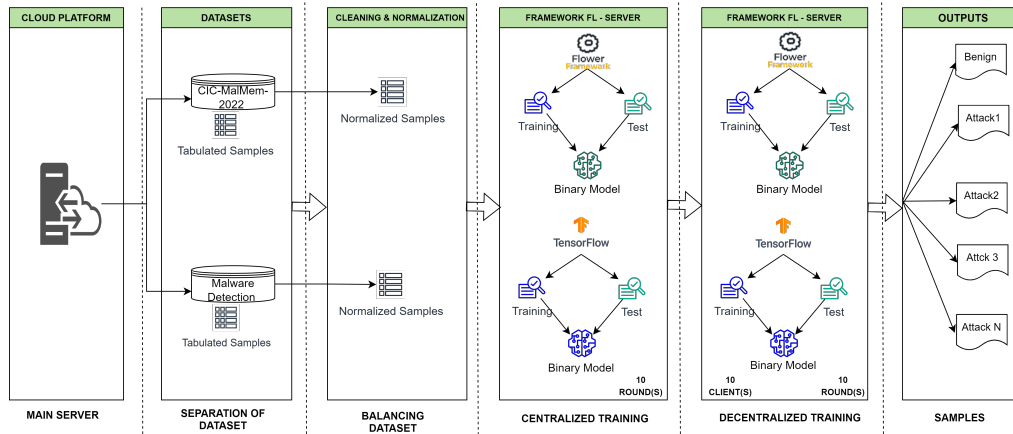 CLOUD PLATFORM
MAIN SERVER
DATASETS
CIC-MalMem-
2022
Tabulated Samples
Malware
Detection
Tabulated Samples
SEPARATION OF
DATASET
CLEANING & NORMALIZATION
Normalized Samples
Normalized Samples
BALANCING
DATASET
FRAMEWORK FL - SERVER
Flower
Framework
Training
Test
Binary Model
TensorFlow
Training
Test
Binary Model
10
ROUND(S)
CENTRALIZED TRAINING
FRAMEWORK FL - SERVER
Flower
Framework
Training
Test
Binary Model
TensorFlow
Training
Test
Binary Model
10
CLIENT(S)
10
ROUND(S)
DECENTRALIZED TRAINING
OUTPUTS
Benign
Attack1
Attack2
Attck 3
Attack N
SAMPLES